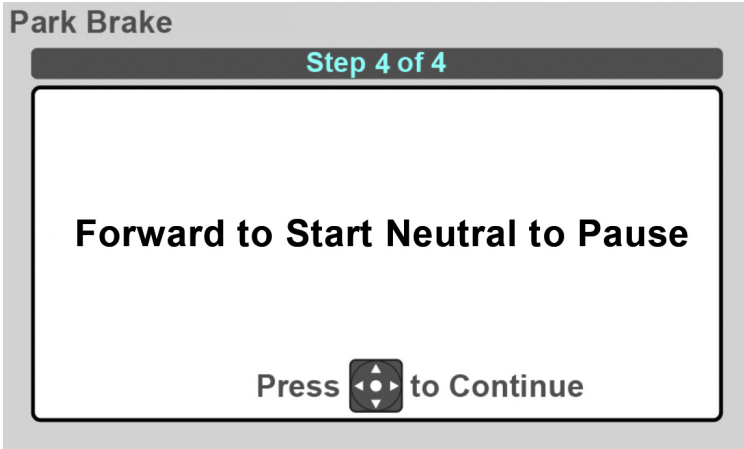 Park Brake
Step 4 of 4
Forward to Start Neutral to Pause
Press to Continue